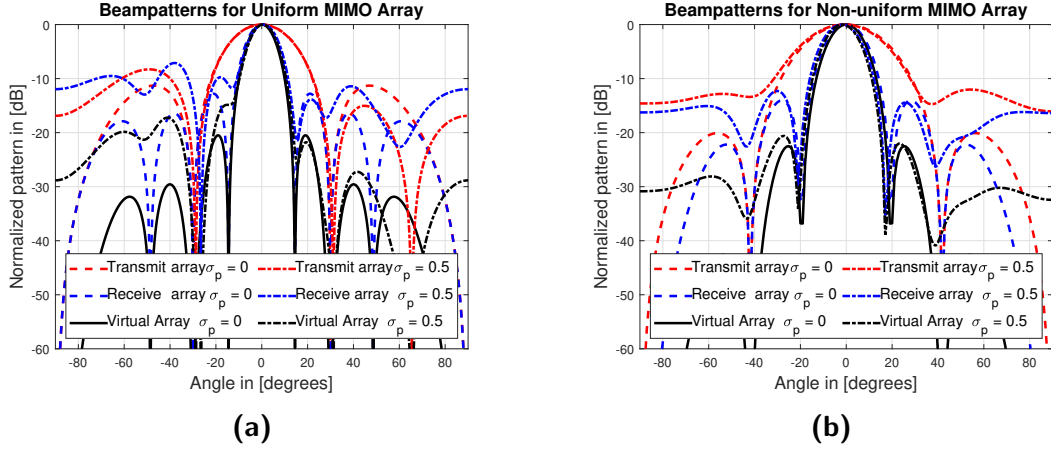 Beampatterns for Uniform MIMO Array
Normalized pattern in [dB]
0
-10
-20
-30
-40
-50
-60
Transmit array σp = 0 Transmit array σp = 0.5
Receive array σp = 0 Receive array σp = 0.5
Virtual Array σp = 0 Virtual Array σp = 0.5
-80 -60 -40 -20 0 20 40 60 80
Angle in [degrees]
(a)
Beampatterns for Non-uniform MIMO Array
Normalized pattern in [dB]
0
-10
-20
-30
-40
-50
-60
Transmit array σp = 0 Transmit array σp = 0.5
Receive array σp = 0 Receive array σp = 0.5
Virtual Array σp = 0 Virtual Array σp = 0.5
-80 -60 -40 -20 0 20 40 60 80
Angle in [degrees]
(b)